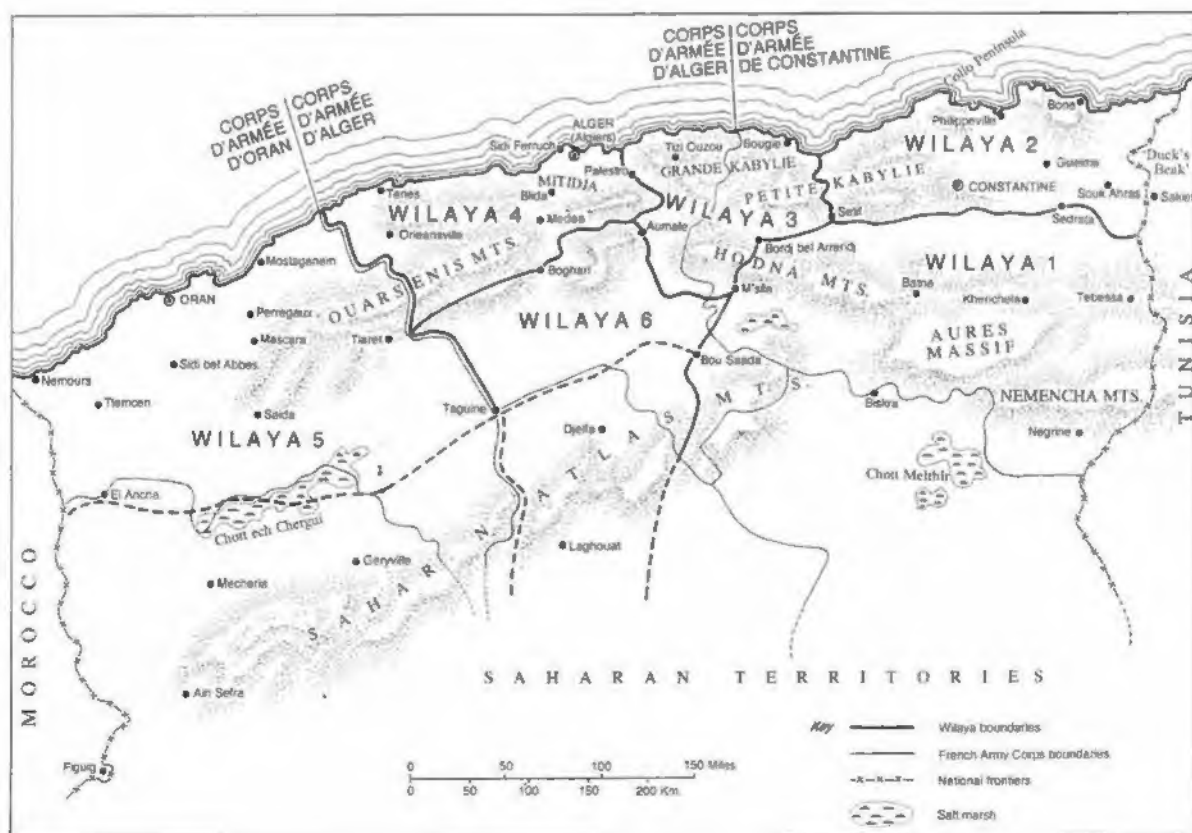 CORPS CORPS
D'ARMÉE D'ARMÉE
D'ORAN D'ALGER
CORPS CORPS
D'ARMÉE D'ARMÉE
D'ALGER DE CONSTANTINE
Collo Peninsula
Bone
Philippeville
ALGER
(Algiers)
Sidi Ferruch
Tizi Ouzou
Bougie
GRANDE KABYLIE
WILAYA 2
Duck's
Beak'
Palestro
MITIDJA
Blida
PETITE KABYLIE
Guelma
CONSTANTINE
Souk Ahras
Sakiet
Tenes
WILAYA 4
Medea
WILAYA 3
Setif
Sedrata
Orleansville
Aumale
Bordj bel Arreridj
Mostaganem
OUARSENIS MTS.
Boghari
HODNA MTS.
WILAYA 1
M'sila
Batna
Khenchela
Tebessa
ORAN
Perregaux
WILAYA 6
AURES
MASSIF
TUNISIA
Mascara
Tiaret
Sidi bel Abbes
Bou Saada
Nemours
Tlemcen
Saida
Taguine
Biskra
NEMENCHA MTS.
WILAYA 5
Djelfa
Negrine
Chott Melrhir
El Aricha
Chott ech Chergui
SAHARAN ATLAS MTS.
Laghouat
Geryville
Mecheria
MOROCCO
Ain Sefra
SAHARAN TERRITORIES
Figuig
Key
Wilaya boundaries
French Army Corps boundaries
National frontiers
Salt marsh
0 50 100 150 Miles
0 50 100 150 200 Km.